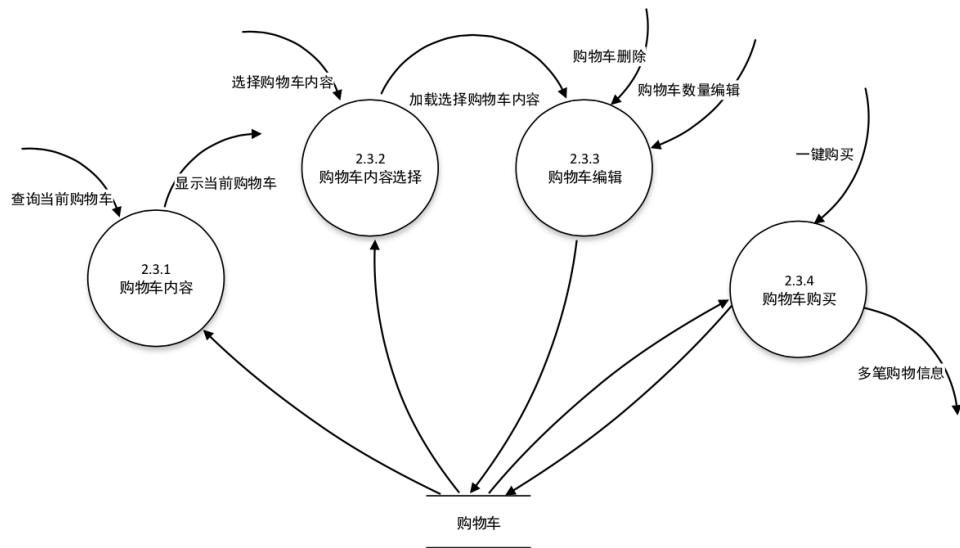 购物车删除
选择购物车内容
加载选择购物车内容
购物车数量编辑
2.3.2
购物车内容选择
2.3.3
购物车编辑
一键购买
查询当前购物车
显示当前购物车
2.3.1
购物车内容
2.3.4
购物车购买
多笔购物信息
购物车